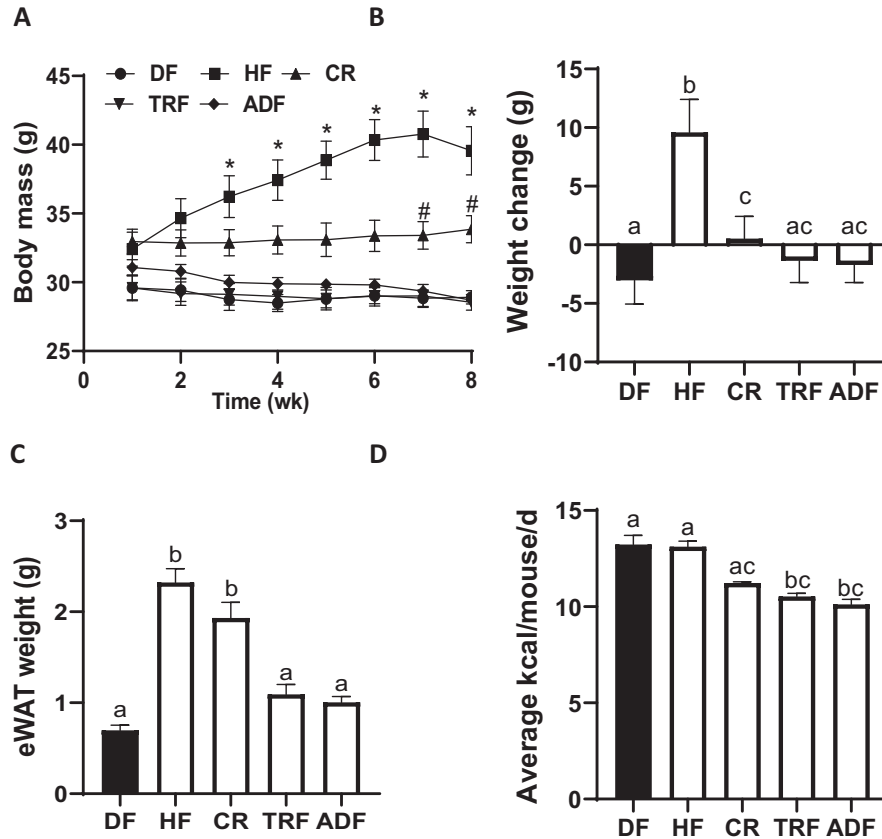 A
B
DF HF CR
TRF ADF
45
40
35
30
25
* * * * * *
# #
0 2 4 6 8
Body mass (g)
Time (wk)
15
10
5
0
-5
-10
Weight change (g)
a b c ac ac
DF HF CR TRF ADF
C
D
3
2
1
0
eWAT weight (g)
a b b a a
DF HF CR TRF ADF
15
10
5
0
Average kcal/mouse/d
a a ac bc bc
DF HF CR TRF ADF